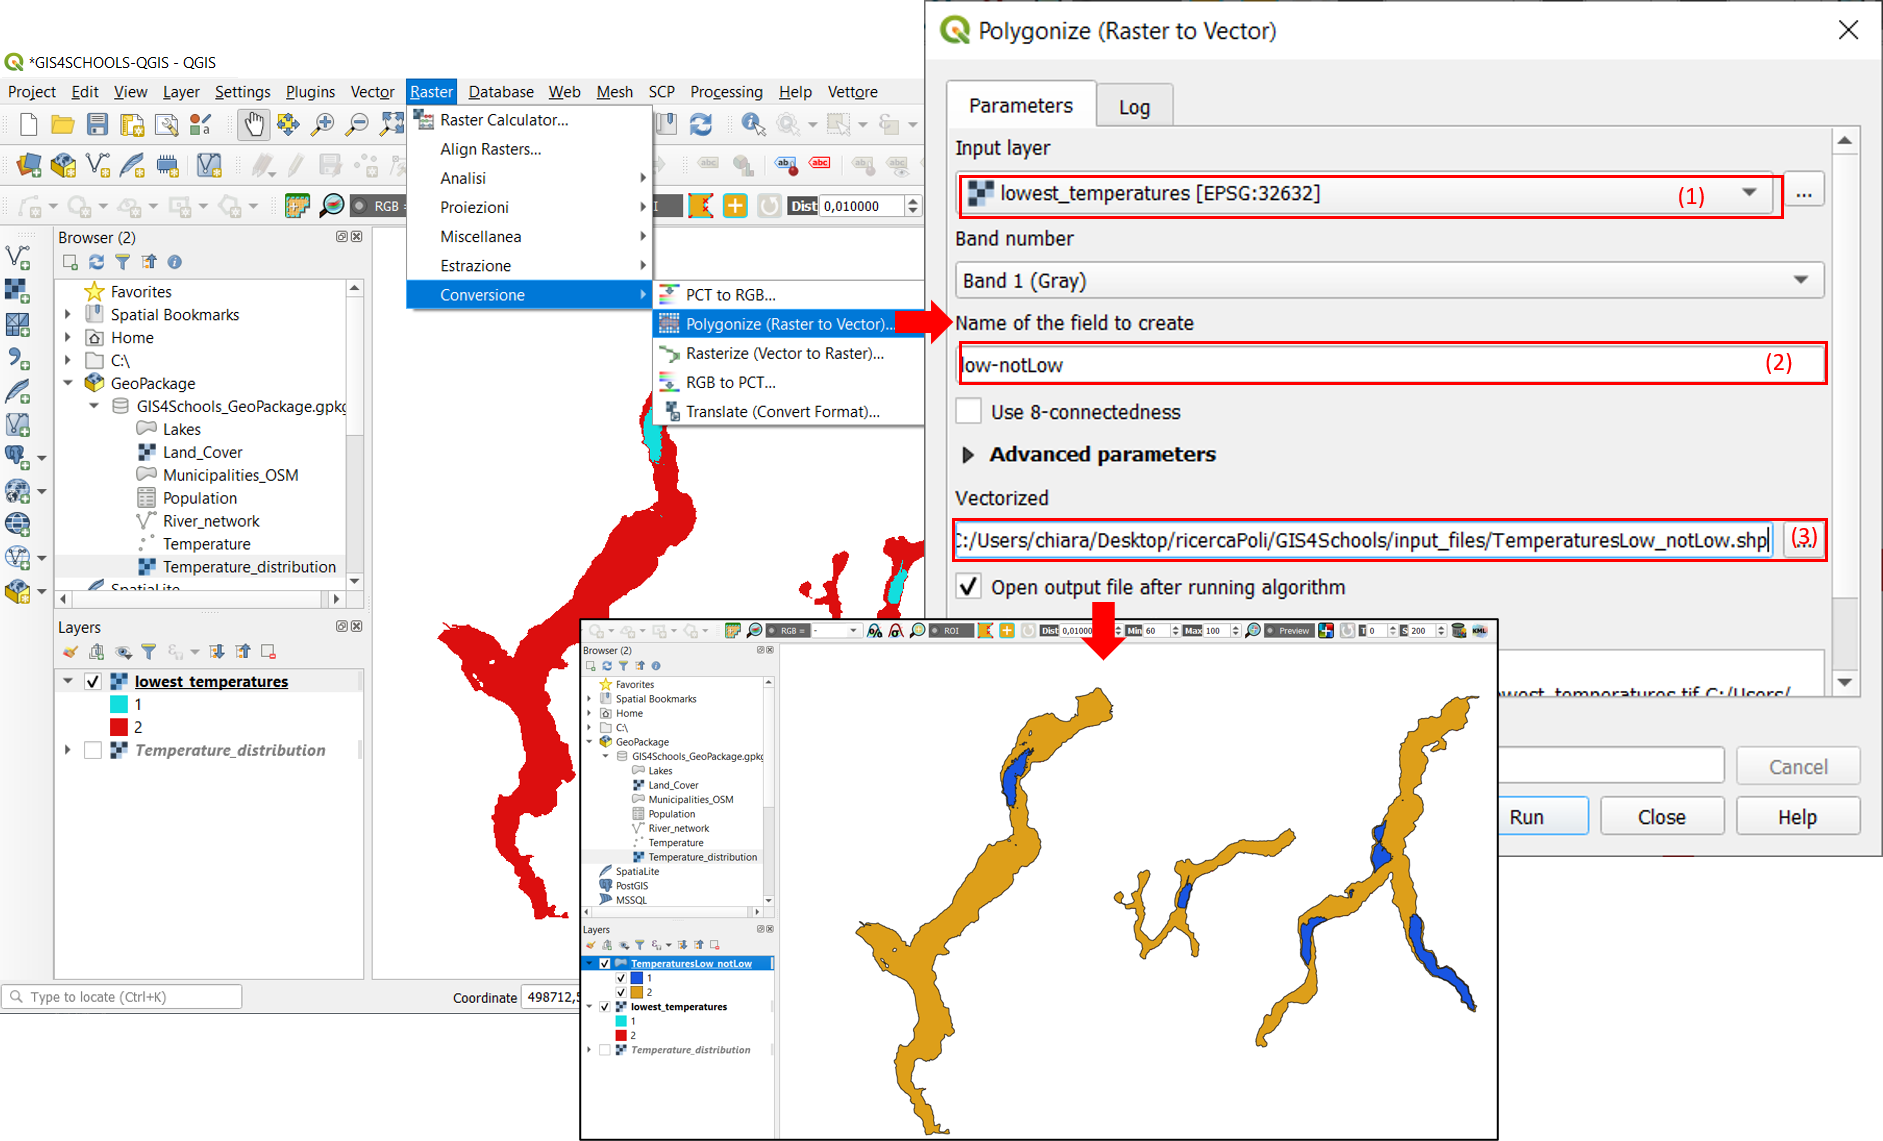 *GIS4SCHOOLS-QGIS - QGIS
Project Edit View Layer Settings Plugins Vector Raster Database Web Mesh SCP Processing Help Vettore
Raster Calculator...
Align Rasters...
Analisi
Proiezioni
Miscellanea
Estrazione
Conversione
PCT to RGB...
Polygonize (Raster to Vector)...
Rasterize (Vector to Raster)...
RGB to PCT...
Translate (Convert Format)...
abc
abc
abc
abc
abc
RGB =
Dist 0,010000
Browser (2)
Favorites
Spatial Bookmarks
Home
C:\
GeoPackage
GIS4Schools_GeoPackage.gpkg
Lakes
Land_Cover
Municipalities_OSM
Population
River_network
Temperature
Temperature_distribution
SpatiaLite
Layers
lowest_temperatures
1
2
Temperature_distribution
Type to locate (Ctrl+K)
Coordinate 498712,5
Polygonize (Raster to Vector)
Parameters
Log
Input layer
lowest_temperatures [EPSG:32632]
(1)
...
Band number
Band 1 (Gray)
Name of the field to create
low-notLow
(2)
Use 8-connectedness
Advanced parameters
Vectorized
C:/Users/chiara/Desktop/ricercaPoli/GIS4Schools/input_files/TemperaturesLow_notLow.shp
(3)
...
Open output file after running algorithm
lowest_temperatures.tif C:/Users/
Cancel
Run
Close
Help
RGB = - ROI Dist 0,01000 Min 60 Max 100 Preview T 0 S 200 KML
Browser (2)
Favorites
Spatial Bookmarks
Home
C:\
GeoPackage
GIS4Schools_GeoPackage.gpkg
Lakes
Land_Cover
Municipalities_OSM
Population
River_network
Temperature
Temperature_distribution
SpatiaLite
PostGIS
MSSQL
Layers
TemperaturesLow_notLow
1
2
lowest_temperatures
1
2
Temperature_distribution